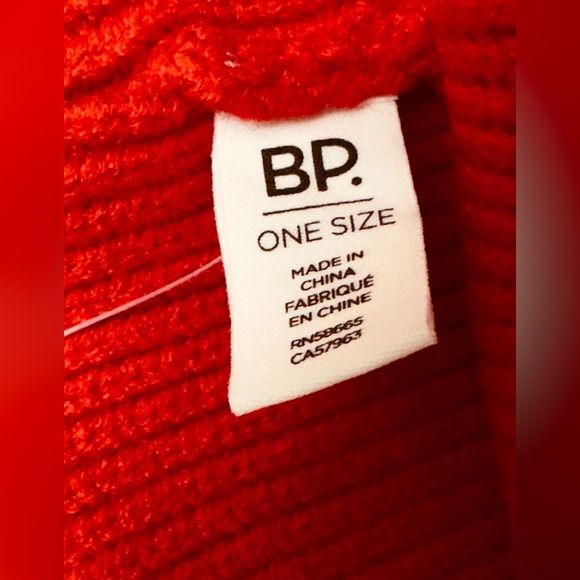 BP.
ONE SIZE
MADE IN
CHINA
FABRIQUÉ
EN CHINE
RN58665
CA57963